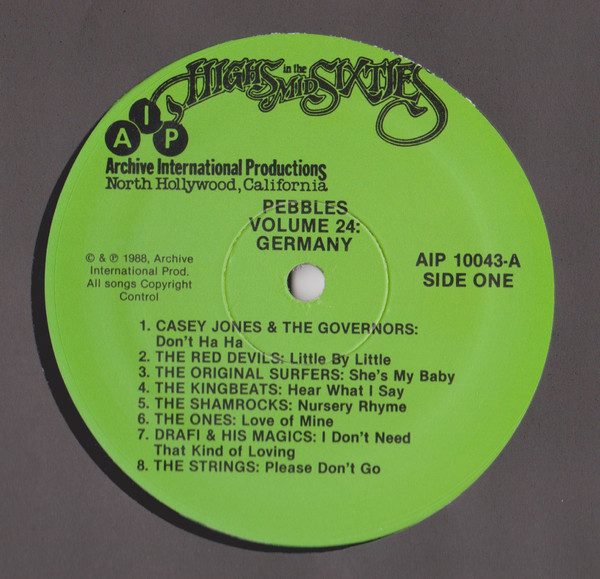 HIGHS in the MID SIXTIES
AIP
Archive International Productions
North Hollywood, California
PEBBLES
VOLUME 24:
GERMANY
© & ℗ 1988, Archive
International Prod.
All songs Copyright
Control
AIP 10043-A
SIDE ONE
1. CASEY JONES & THE GOVERNORS:
Don't Ha Ha
2. THE RED DEVILS: Little By Little
3. THE ORIGINAL SURFERS: She's My Baby
4. THE KINGBEATS: Hear What I Say
5. THE SHAMROCKS: Nursery Rhyme
6. THE ONES: Love of Mine
7. DRAFI & HIS MAGICS: I Don't Need
That Kind of Loving
8. THE STRINGS: Please Don't Go